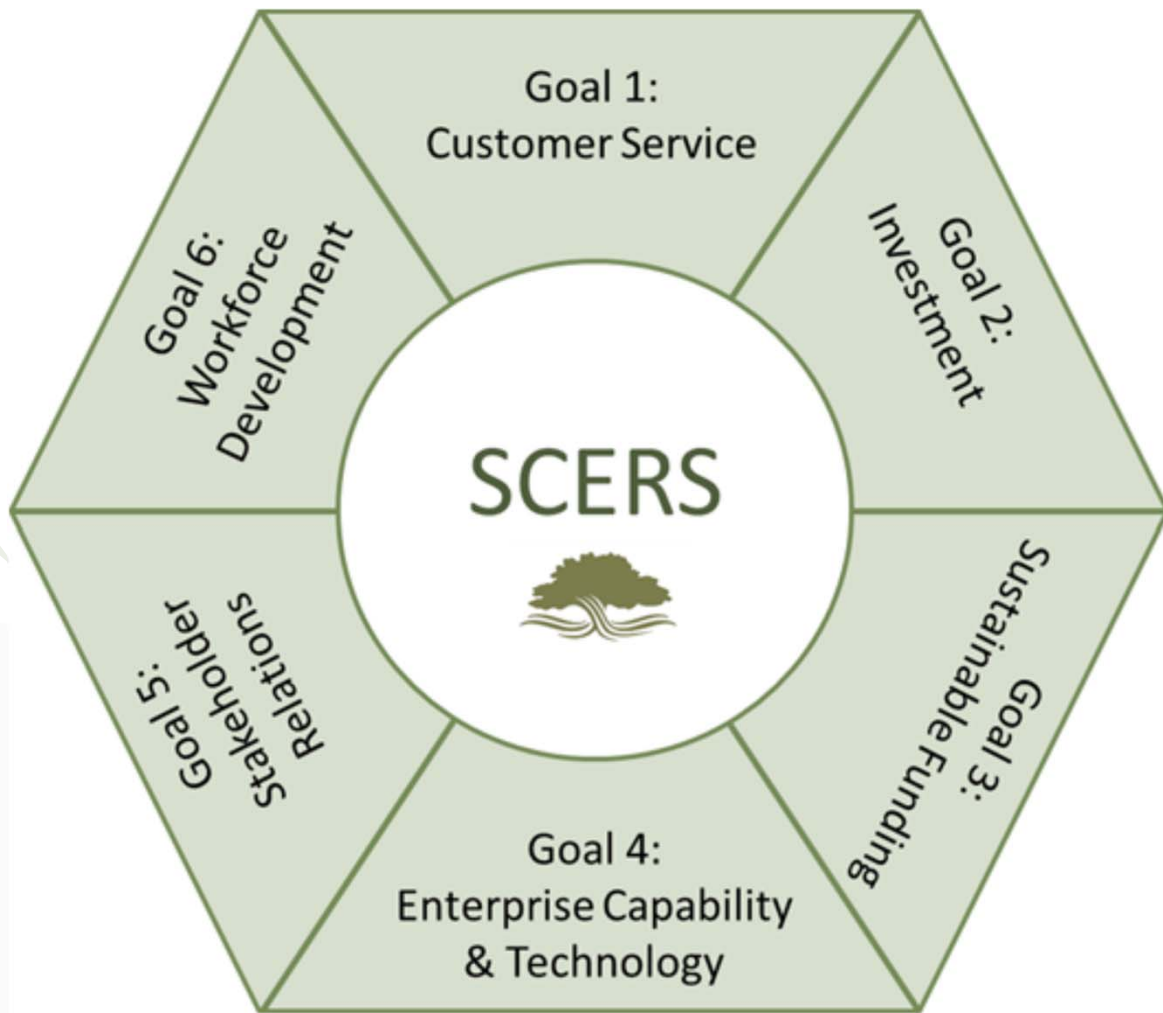 Goal 1:
Customer Service
Goal 2:
Investment
Goal 3:
Sustainable Funding
Goal 4:
Enterprise Capability
& Technology
Goal 5:
Stakeholder
Relations
Goal 6:
Workforce
Development
SCERS